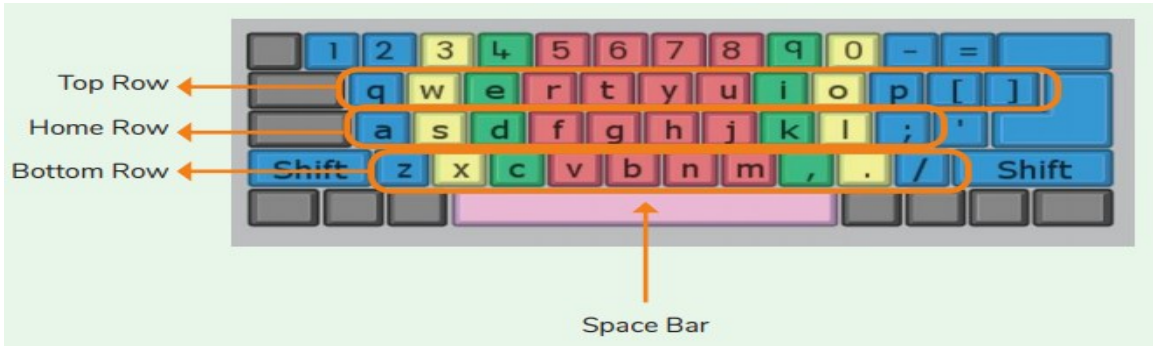 1 2 3 4 5 6 7 8 9 0 - =
Top Row
q w e r t y u i o p [ ]
Home Row
a s d f g h j k l ; '
Bottom Row
Shift z x c v b n m , . / Shift
Space Bar